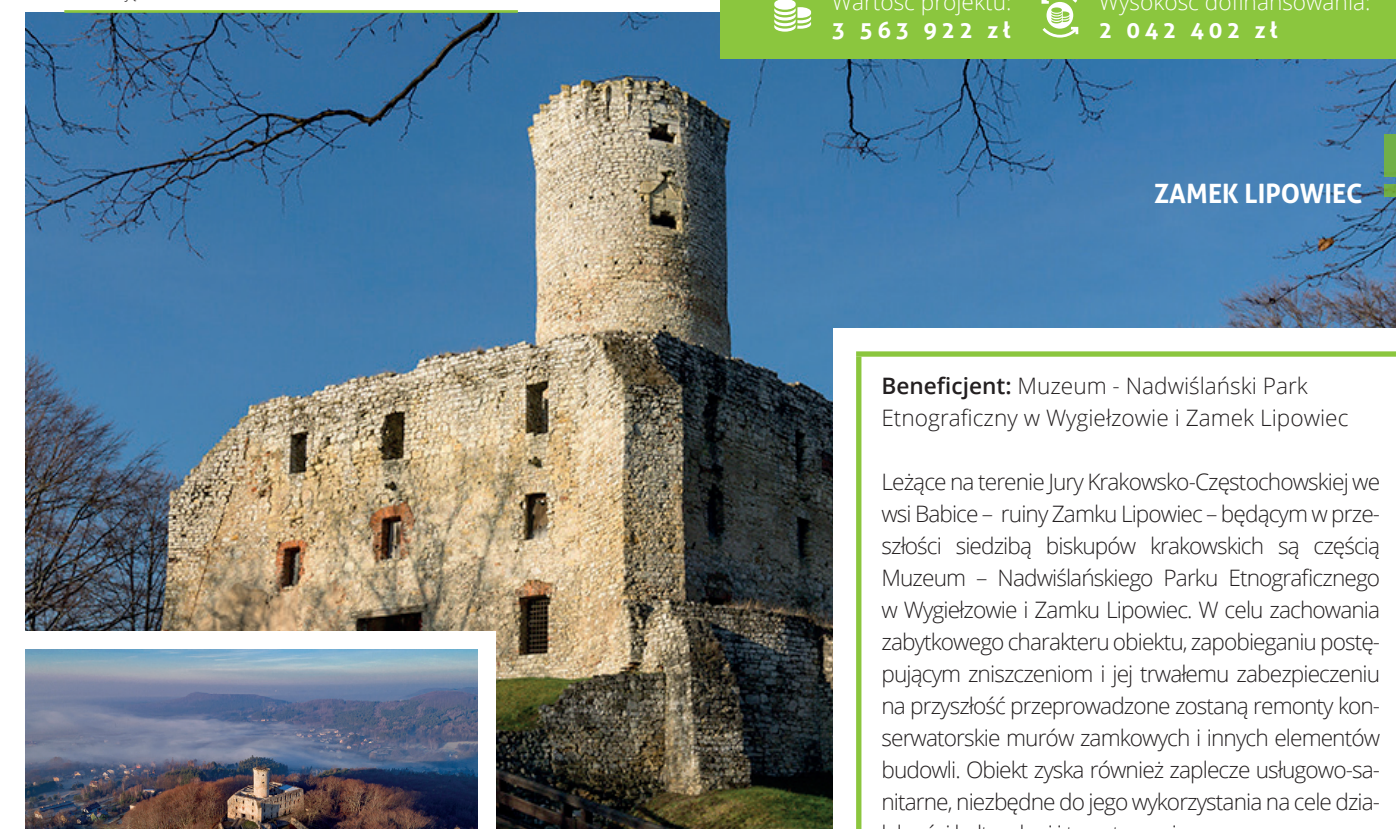 Wartość projektu:
3 563 922 zł
Wysokość dofinansowania:
2 042 402 zł
ZAMEK LIPOWIEC
Beneficjent: Muzeum - Nadwiślański Park
Etnograficzny w Wygiełzowie i Zamek Lipowiec
Leżące na terenie Jury Krakowsko-Częstochowskiej we
wsi Babice – ruiny Zamku Lipowiec – będącym w prze-
szłości siedzibą biskupów krakowskich są częścią
Muzeum – Nadwiślańskiego Parku Etnograficznego
w Wygiełzowie i Zamku Lipowiec. W celu zachowania
zabytkowego charakteru obiektu, zapobieganiu postę-
pującym zniszczeniom i jej trwałemu zabezpieczeniu
na przyszłość przeprowadzone zostaną remonty kon-
serwatorskie murów zamkowych i innych elementów
budowli. Obiekt zyska również zaplecze usługowo-sa-
nitarne, niezbędne do jego wykorzystania na cele dzia-